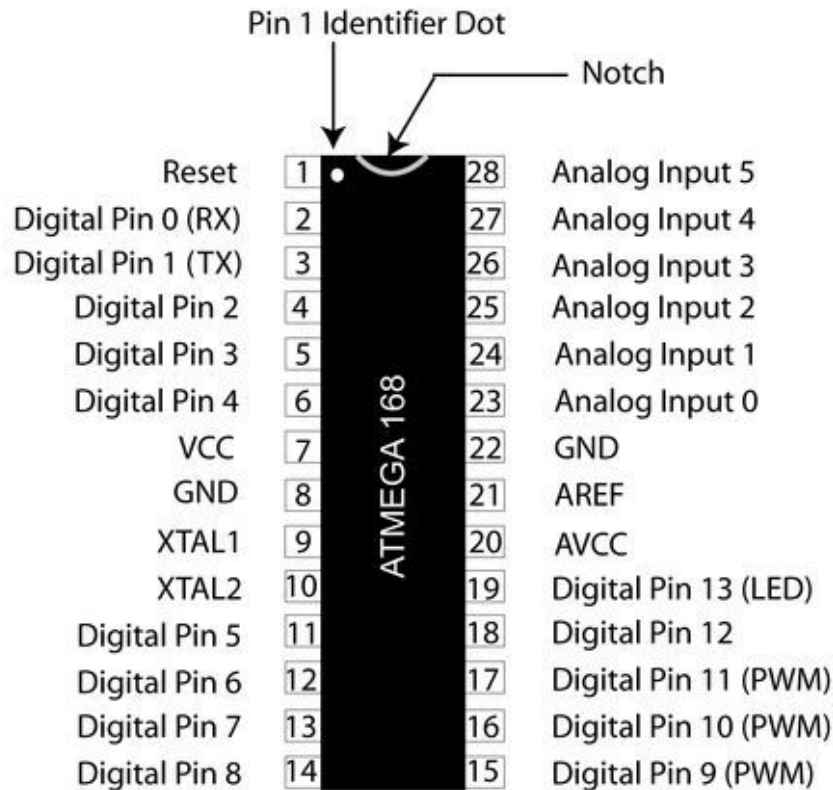 Pin 1 Identifier Dot
Notch
Reset 1 28 Analog Input 5
Digital Pin 0 (RX) 2 27 Analog Input 4
Digital Pin 1 (TX) 3 26 Analog Input 3
Digital Pin 2 4 25 Analog Input 2
Digital Pin 3 5 24 Analog Input 1
Digital Pin 4 6 23 Analog Input 0
VCC 7 22 GND
GND 8 21 AREF
XTAL1 9 20 AVCC
XTAL2 10 19 Digital Pin 13 (LED)
Digital Pin 5 11 18 Digital Pin 12
Digital Pin 6 12 17 Digital Pin 11 (PWM)
Digital Pin 7 13 16 Digital Pin 10 (PWM)
Digital Pin 8 14 15 Digital Pin 9 (PWM)
ATMEGA 168